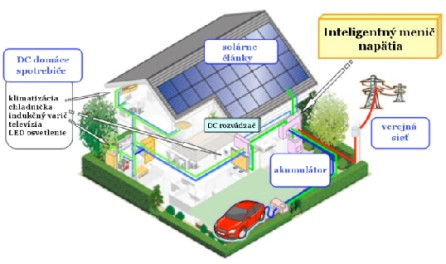 DC domáce
spotrebiče
klimatizácia
chladnička
indukčný varič
televízia
LED osvetlenie
solárne
články
Inteligentný menič
napätia
DC rozvádzač
akumulátor
verejná
sieť